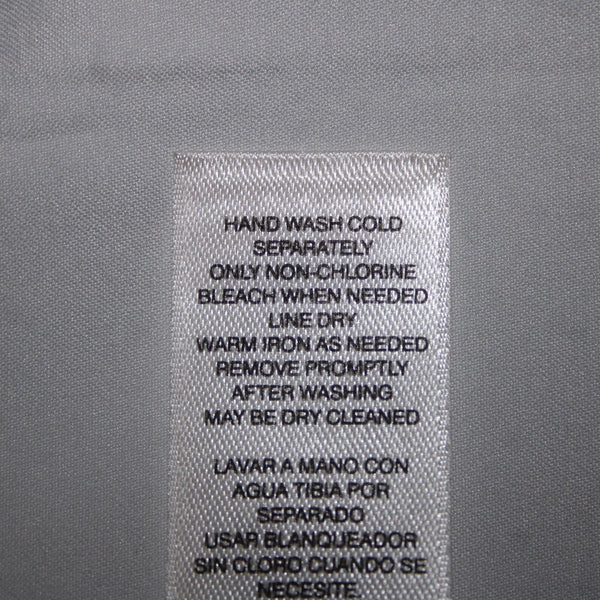 HAND WASH COLD
SEPARATELY
ONLY NON-CHLORINE
BLEACH WHEN NEEDED
LINE DRY
WARM IRON AS NEEDED
REMOVE PROMPTLY
AFTER WASHING
MAY BE DRY CLEANED
LAVAR A MANO CON
AGUA TIBIA POR
SEPARADO
USAR BLANQUEADOR
SIN CLORO CUANDO SE
NECESITE.